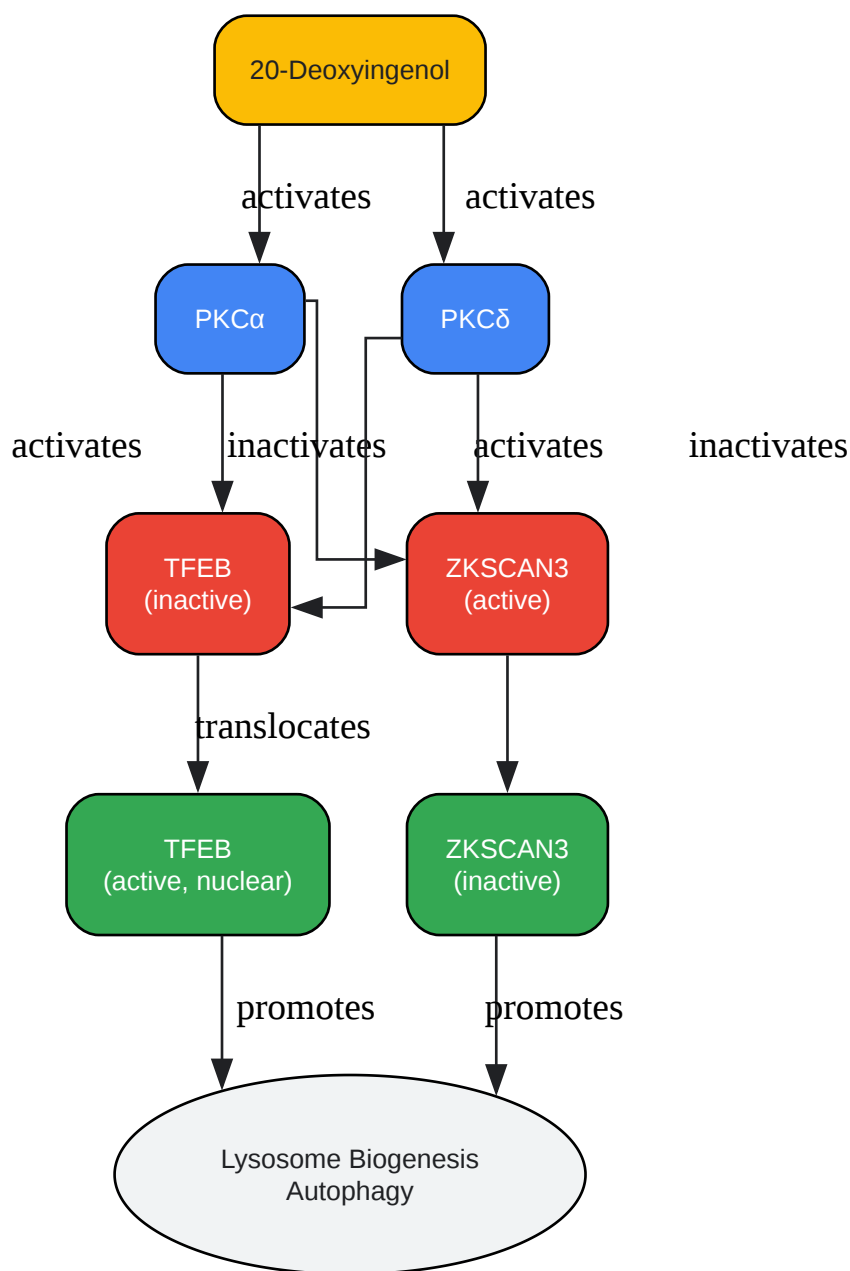 20-Deoxyingenol
activates activates
PKCα PKCδ
activates inactivates activates inactivates
TFEB
(inactive)
ZKSCAN3
(active)
translocates
TFEB
(active, nuclear)
ZKSCAN3
(inactive)
promotes promotes
Lysosome Biogenesis
Autophagy